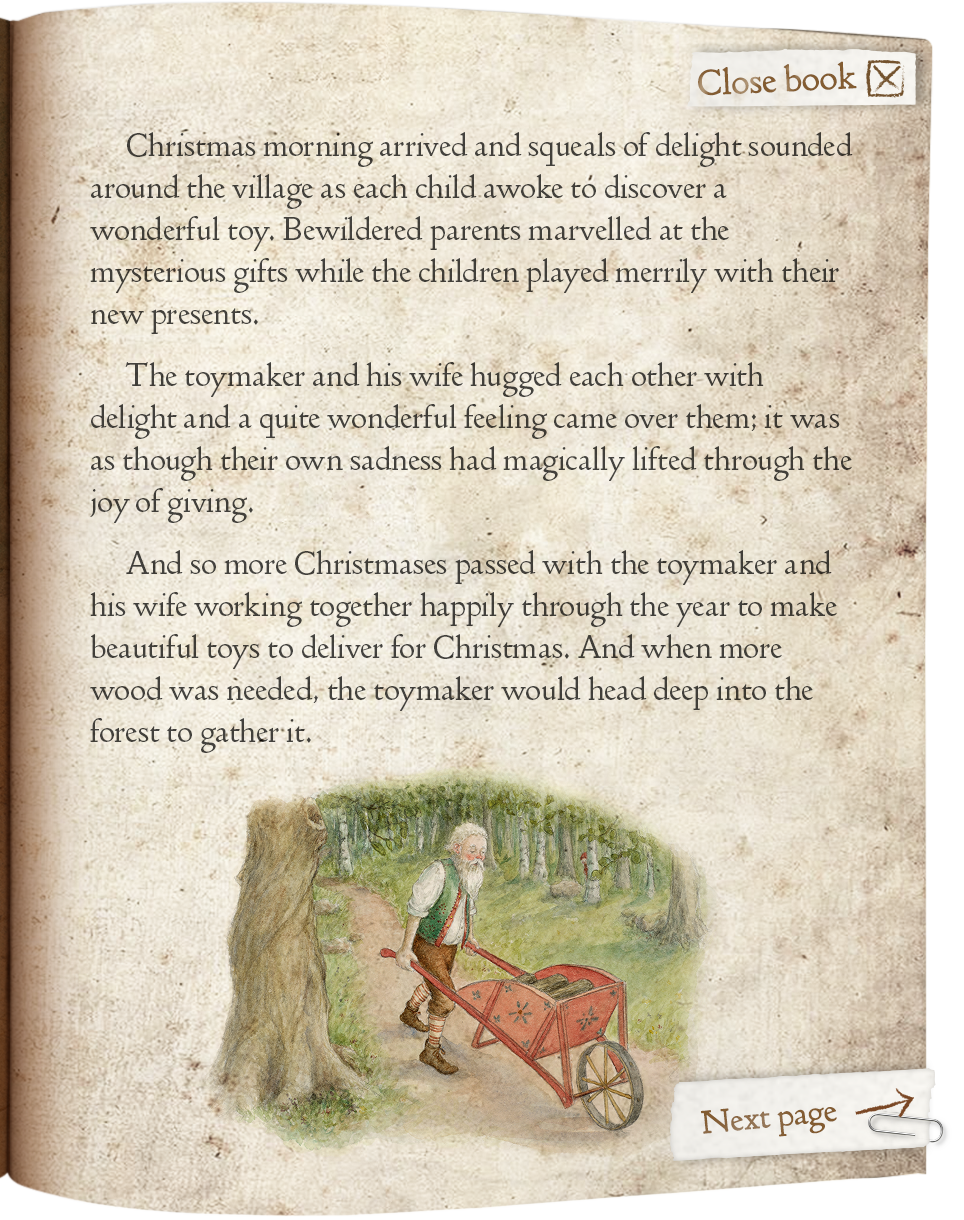 Close book
Christmas morning arrived and squeals of delight sounded
around the village as each child awoke to discover a
wonderful toy. Bewildered parents marvelled at the
mysterious gifts while the children played merrily with their
new presents.
The toymaker and his wife hugged each other with
delight and a quite wonderful feeling came over them; it was
as though their own sadness had magically lifted through the
joy of giving.
And so more Christmases passed with the toymaker and
his wife working together happily through the year to make
beautiful toys to deliver for Christmas. And when more
wood was needed, the toymaker would head deep into the
forest to gather it.
Next page